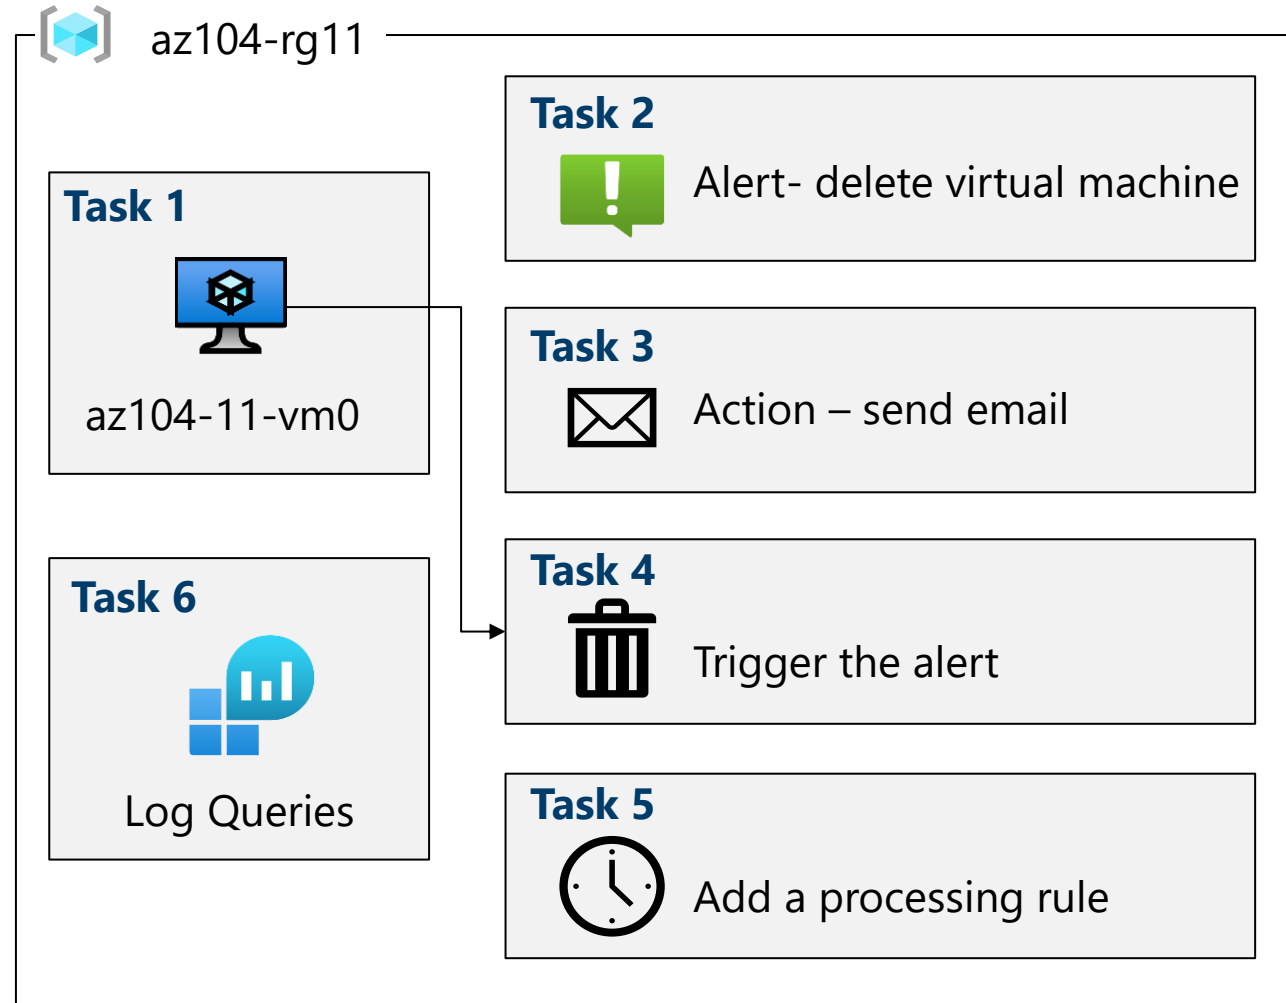 az104-rg11
Task 1
az104-11-vm0
Task 2
Alert- delete virtual machine
Task 3
Action – send email
Task 4
Trigger the alert
Task 5
Add a processing rule
Task 6
Log Queries